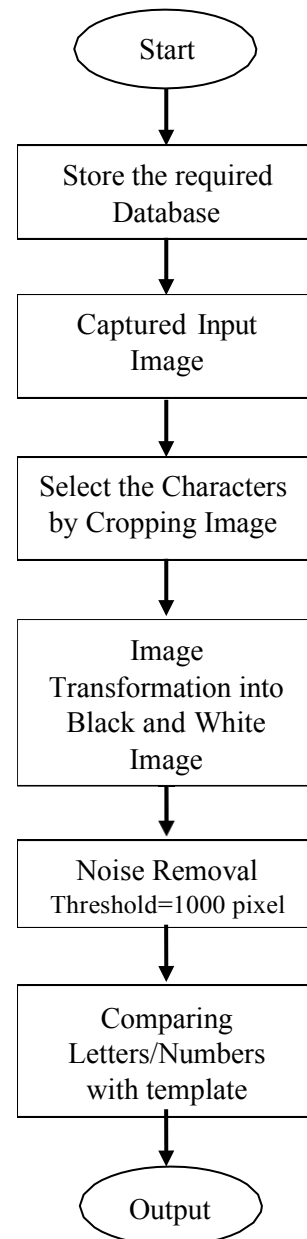 Start
Store the required
Database
Captured Input
Image
Select the Characters
by Cropping Image
Image
Transformation into
Black and White
Image
Noise Removal
Threshold=1000 pixel
Comparing
Letters/Numbers
with template
Output